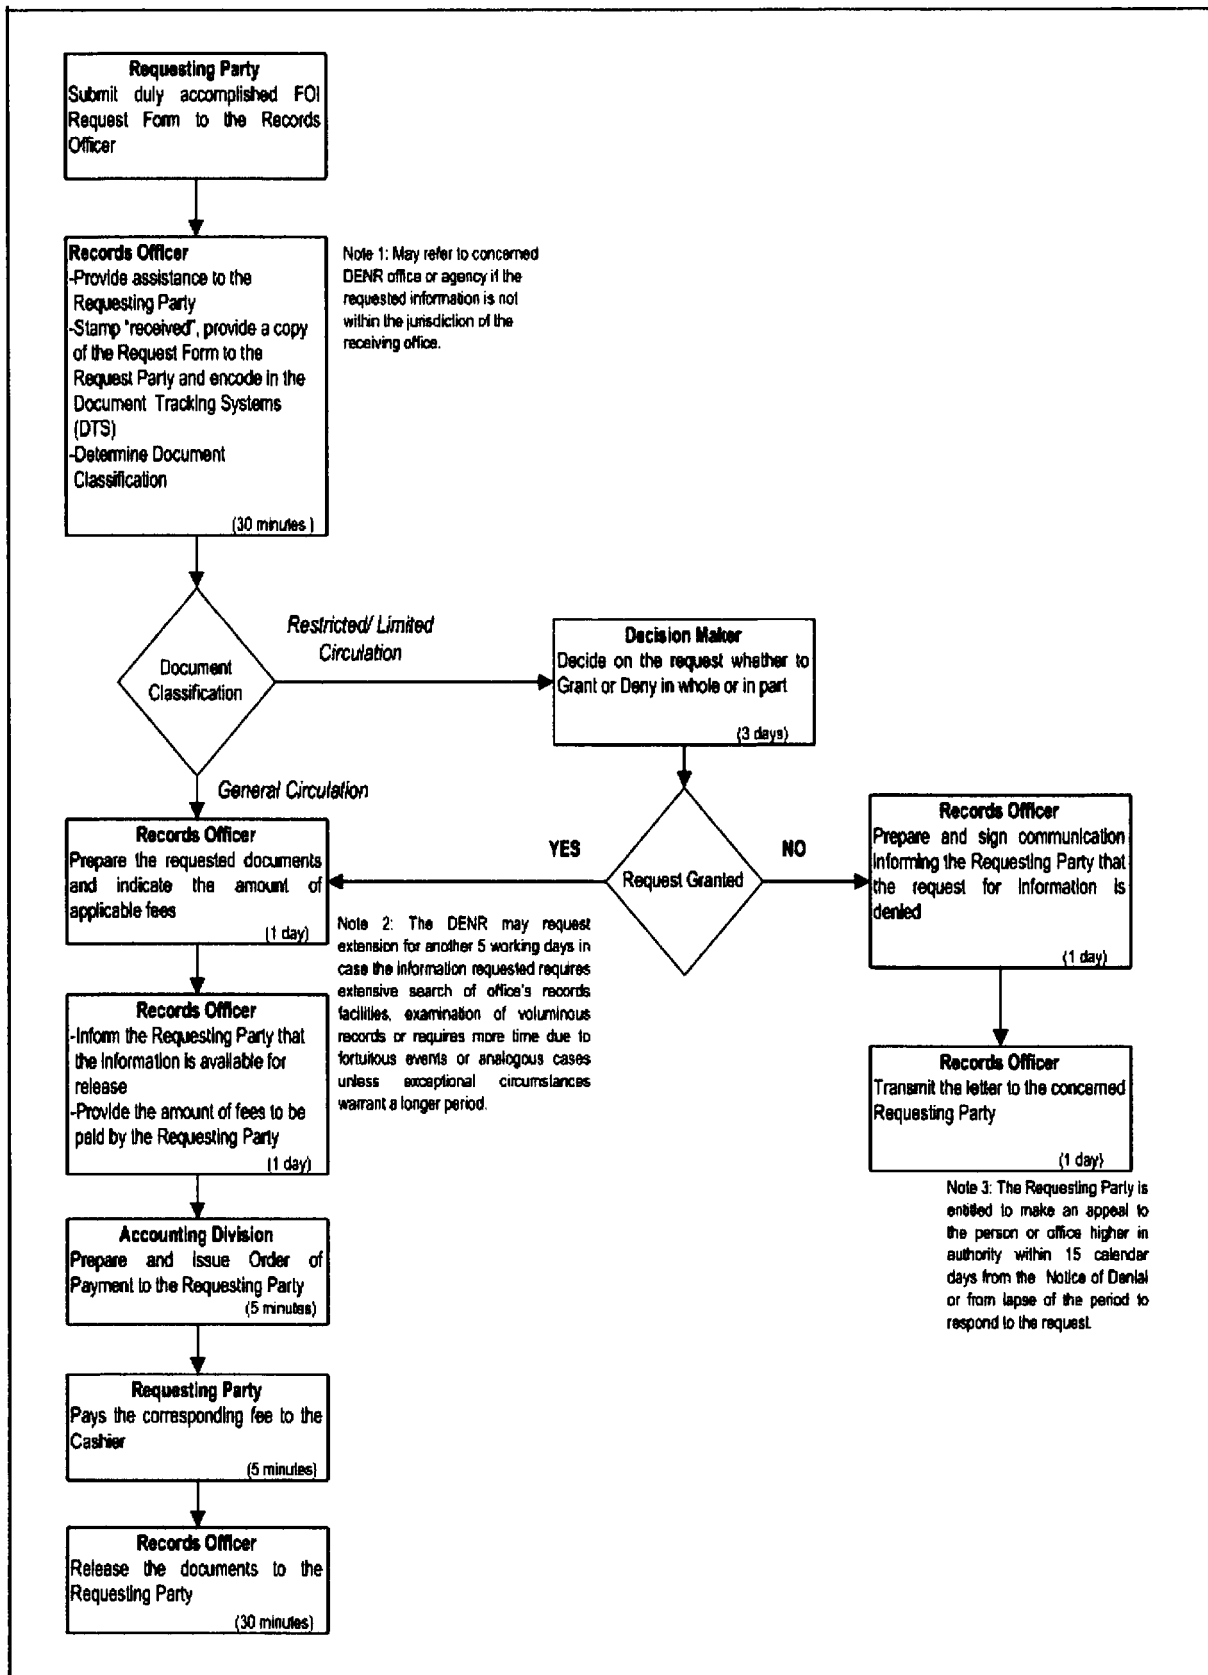 Requesting Party
Submit duly accomplished FOI
Request Form to the Records
Officer
Records Officer
-Provide assistance to the
Requesting Party
-Stamp "received", provide a copy
of the Request Form to the
Request Party and encode in the
Document Tracking Systems
(DTS)
-Determine Document
Classification
(30 minutes )
Note 1: May refer to concerned
DENR office or agency if the
requested information is not
within the jurisdiction of the
receiving office.
Document
Classification
Restricted/ Limited
Circulation
Decision Maker
Decide on the request whether to
Grant or Deny in whole or in part
(3 days)
General Circulation
Records Officer
Prepare the requested documents
and indicate the amount of
applicable fees
(1 day)
YES
Request Granted
NO
Records Officer
Prepare and sign communication
informing the Requesting Party that
the request for Information is
denied
(1 day)
Note 2: The DENR may request
extension for another 5 working days in
case the information requested requires
extensive search of office's records
facilities, examination of voluminous
records or requires more time due to
fortuitous events or analogous cases
unless exceptional circumstances
warrant a longer period.
Records Officer
-Inform the Requesting Party that
the Information is available for
release
-Provide the amount of fees to be
paid by the Requesting Party
(1 day)
Records Officer
Transmit the letter to the concerned
Requesting Party
(1 day)
Note 3: The Requesting Party is
entitled to make an appeal to
the person or office higher in
authority within 15 calendar
days from the Notice of Denial
or from lapse of the period to
respond to the request.
Accounting Division
Prepare and issue Order of
Payment to the Requesting Party
(5 minutes)
Requesting Party
Pays the corresponding fee to the
Cashier
(5 minutes)
Records Officer
Release the documents to the
Requesting Party
(30 minutes)